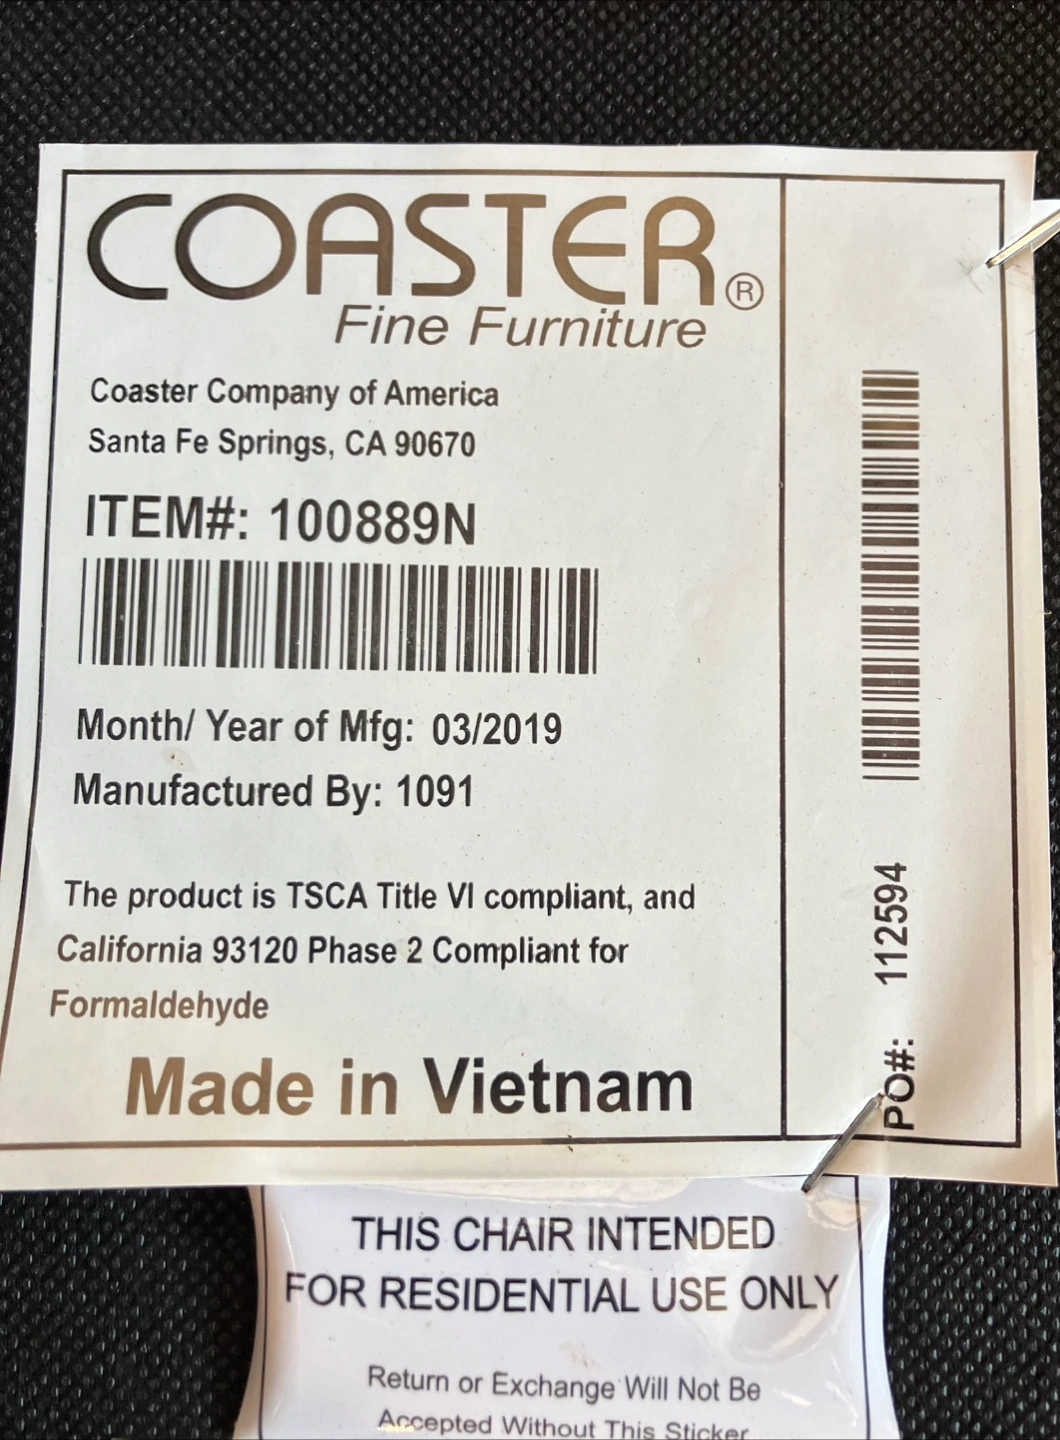 COASTER®
Fine Furniture
Coaster Company of America
Santa Fe Springs, CA 90670
ITEM#: 100889N
Month/ Year of Mfg: 03/2019
Manufactured By: 1091
The product is TSCA Title VI compliant, and
California 93120 Phase 2 Compliant for
Formaldehyde
Made in Vietnam
PO#: 112594
THIS CHAIR INTENDED
FOR RESIDENTIAL USE ONLY
Return or Exchange Will Not Be
Accepted Without This Sticker